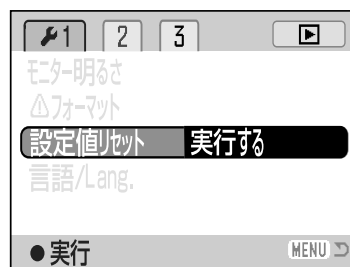 1 2 3
モニター明るさ
フォーマット
設定値リセット 実行する
言語/Lang.
●実行 MENU